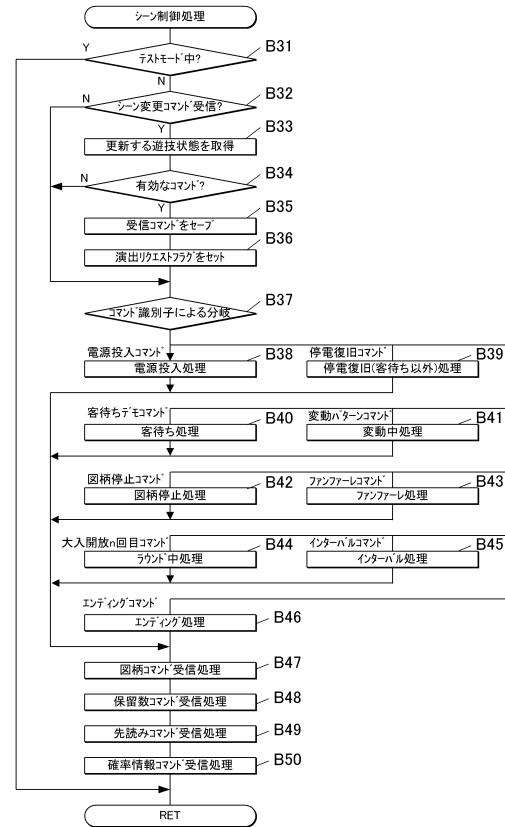 シーン制御処理
Y
テストモード中?
B31
N
N
シーン変更コマンド受信?
B32
Y
更新する遊技状態を取得
B33
N
有効なコマンド?
B34
Y
受信コマンドをセーブ
B35
演出リクエストフラグをセット
B36
コマンド識別子による分岐
B37
電源投入コマンド
電源投入処理
B38
停電復旧コマンド
停電復旧(客待ち以外)処理
B39
客待ちデモコマンド
客待ち処理
B40
変動パターンコマンド
変動中処理
B41
図柄停止コマンド
図柄停止処理
B42
ファンファーレコマンド
ファンファーレ処理
B43
大入開放n回目コマンド
ラウンド中処理
B44
インターバルコマンド
インターバル処理
B45
エンディングコマンド
エンディング処理
B46
図柄コマンド受信処理
B47
保留数コマンド受信処理
B48
先読みコマンド受信処理
B49
確率情報コマンド受信処理
B50
RET